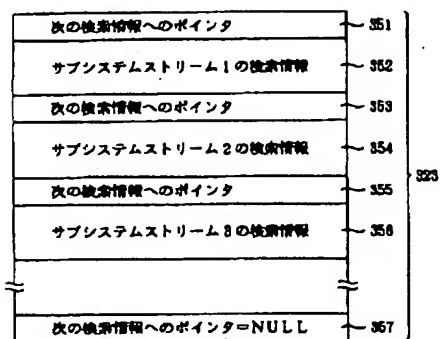 次の検索情報へのポインタ 351
サブシステムストリーム1の検索情報 352
次の検索情報へのポインタ 353
サブシステムストリーム2の検索情報 354
次の検索情報へのポインタ 355
323
サブシステムストリーム3の検索情報 356
次の検索情報へのポインタ=NULL 357